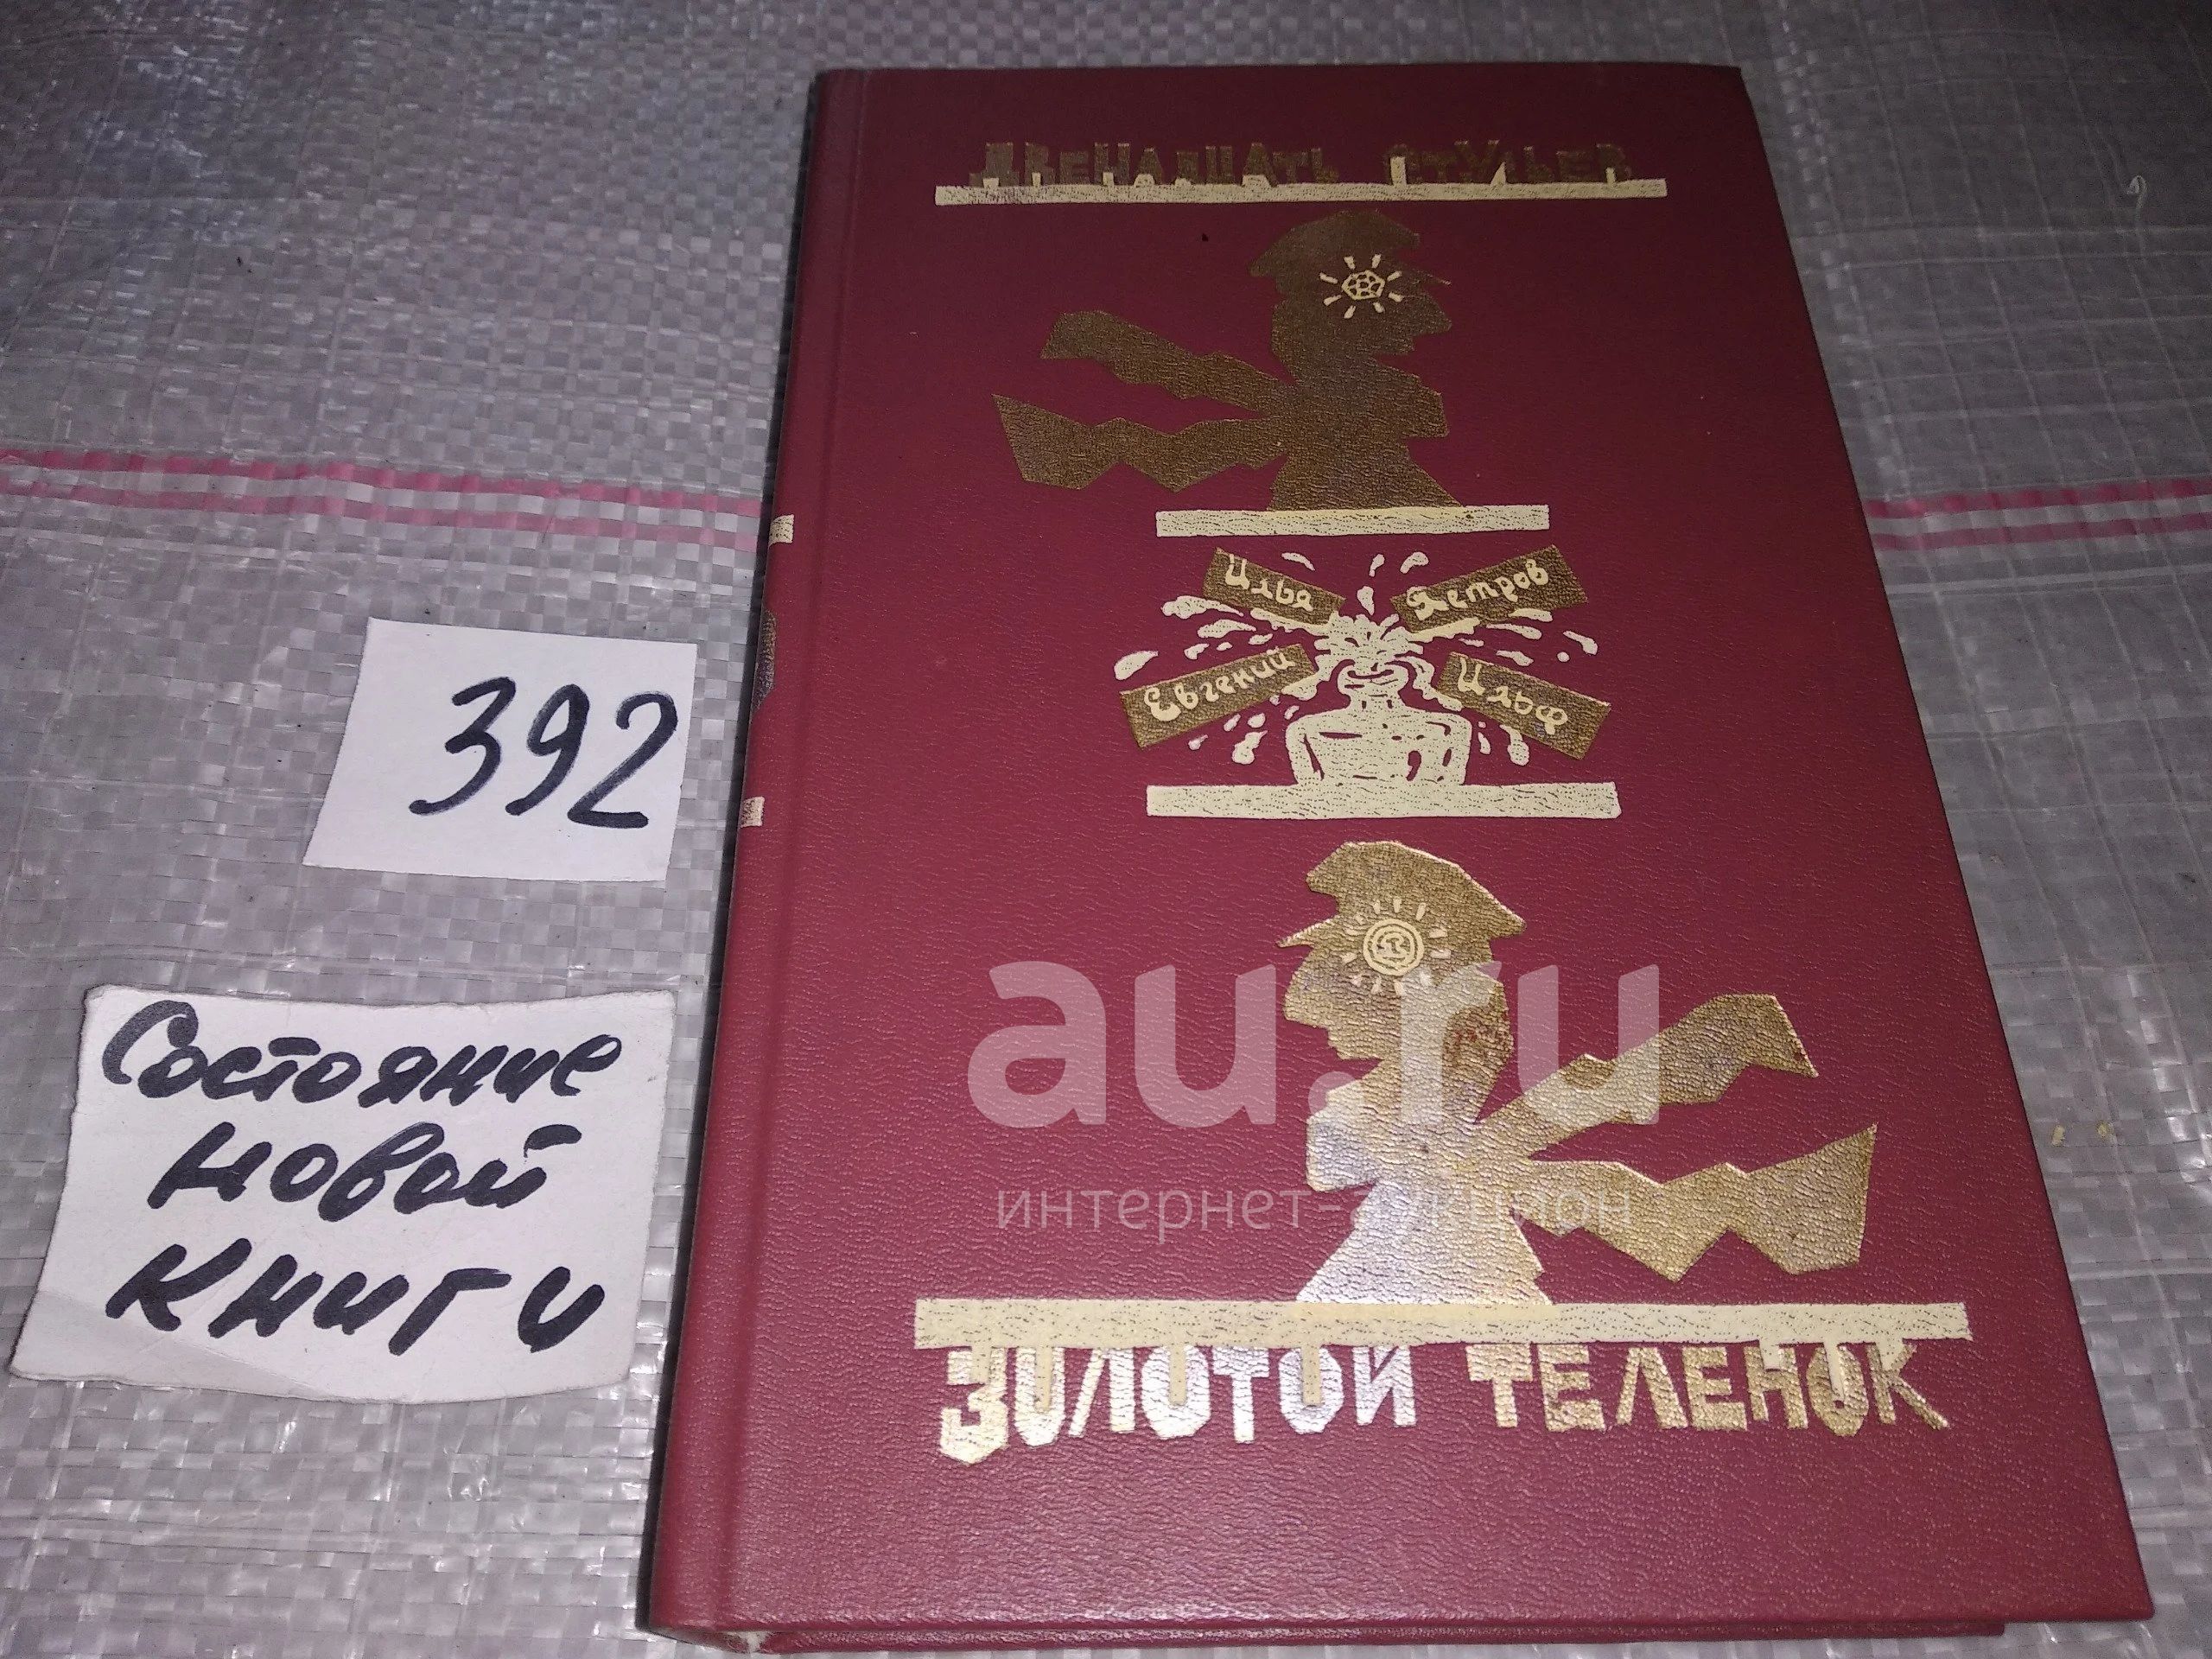 ДВЕНАДЦАТЬ СТУЛЬЕВ
Илья Петров
Евгений Ильф
392
Состояние
новой
книги
au.ru
интернет-аукцион
ЗОЛОТОЙ ТЕЛЕНОК